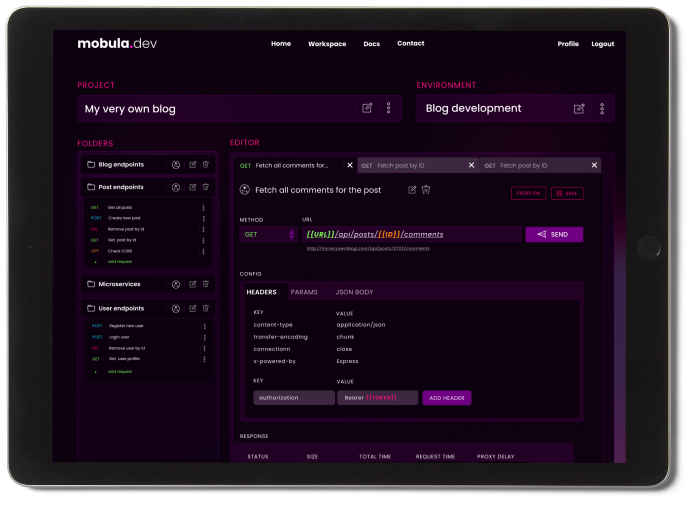 mobula.dev
Home Workspace Docs Contact Profile Logout
PROJECT
My very own blog
ENVIRONMENT
Blog development
FOLDERS
Blog endpoints
Post endpoints
GET Get all posts
POST Create new post
DEL Remove post by id
GET Get post by id
OPT Check CORS
+ add request
Microservices
User endpoints
POST Register new user
POST Login user
DEL Remove user by id
GET Get user profile
+ add request
EDITOR
GET Fetch all comments for... X GET Fetch post by ID X GET Fetch post by ID X
Fetch all comments for the post
PROXY ON SAVE
METHOD URL
GET {{URL}}/api/posts/{{ID}}/comments SEND
http://myveryownblog.com/api/posts/2103/comments
CONFIG
HEADERS PARAMS JSON BODY
KEY VALUE
content-type application/json
transfer-encoding chunk
connectionn close
x-powered-by Express
KEY VALUE
authorization Bearer {{TOKEN}} ADD HEADER
RESPONSE
STATUS SIZE TOTAL TIME REQUEST TIME PROXY DELAY